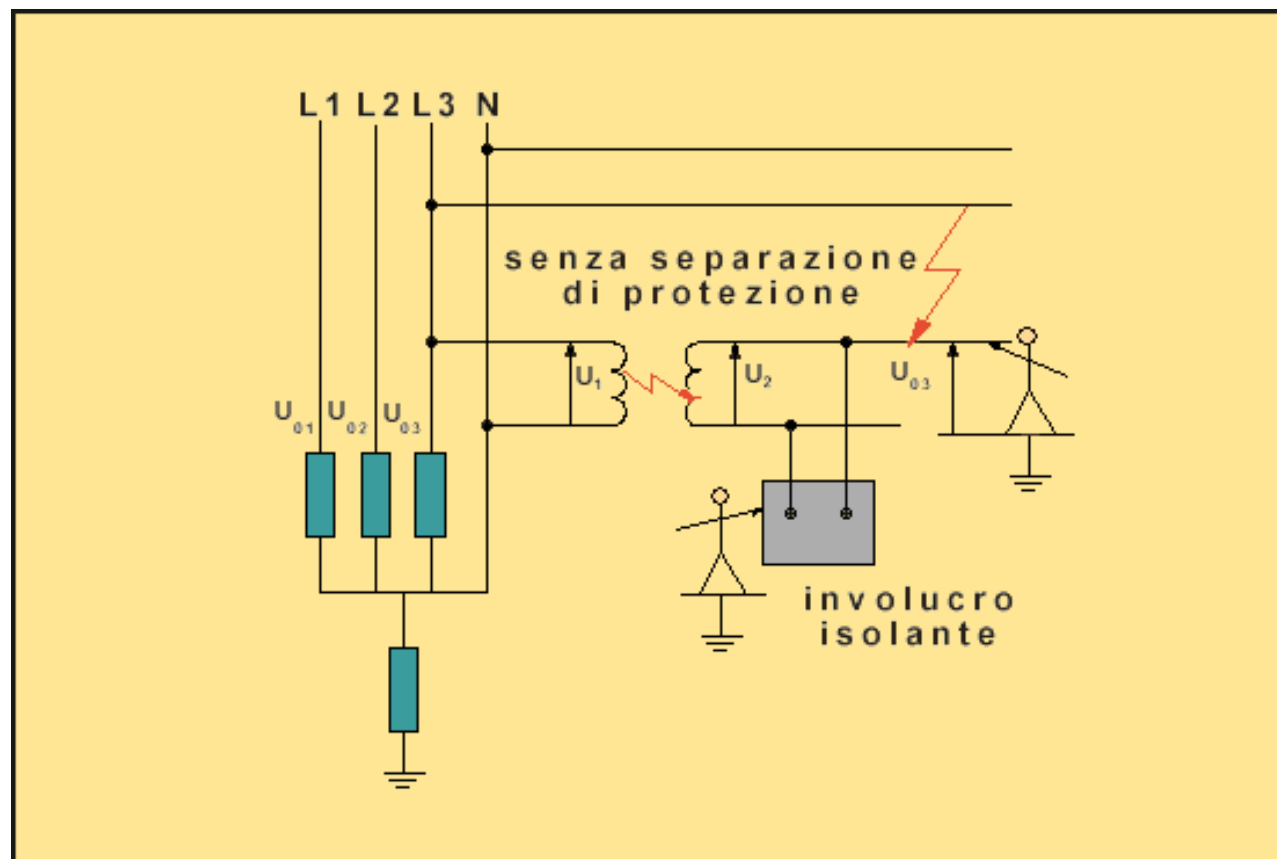 L1 L2 L3 N
senza separazione
di protezione
U1
U2
U03
U01 U02 U03
involucro
isolante